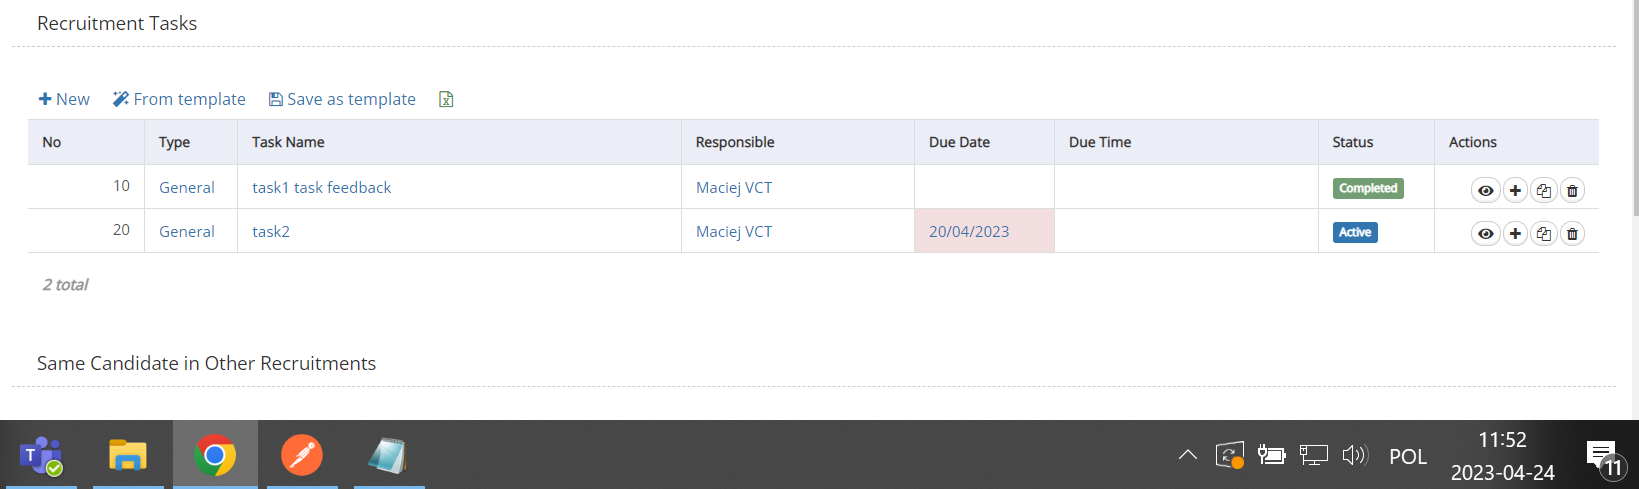 Recruitment Tasks
New From template Save as template
No Type Task Name Responsible Due Date Due Time Status Actions
10 General task1 task feedback Maciej VCT Completed
20 General task2 Maciej VCT 20/04/2023 Active
2 total
Same Candidate in Other Recruitments
T POL 11:52
2023-04-24 11